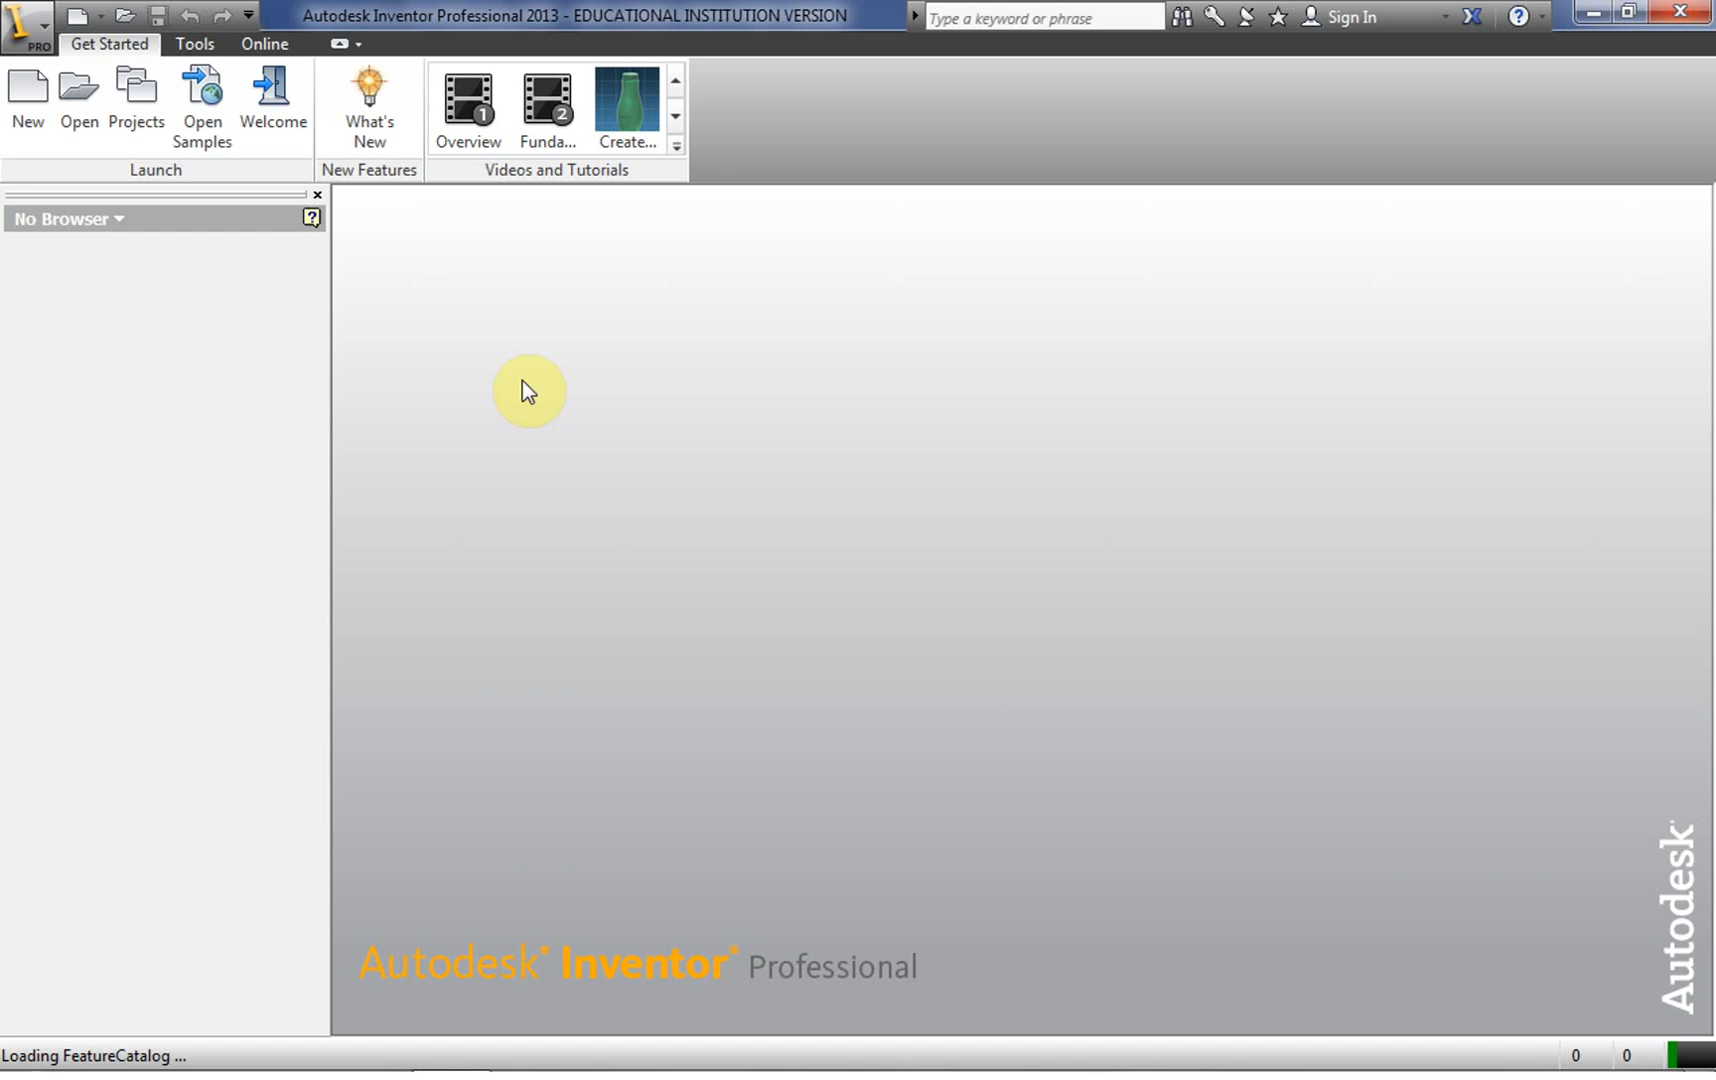 Autodesk Inventor Professional 2013 - EDUCATIONAL INSTITUTION VERSION
Type a keyword or phrase
Sign In
PRO
Get Started
Tools
Online
New
Open
Projects
Open
Samples
Welcome
What's
New
1
Overview
2
Funda...
Create...
Launch
New Features
Videos and Tutorials
No Browser
Autodesk® Inventor® Professional
Autodesk®
Loading FeatureCatalog ...
0
0